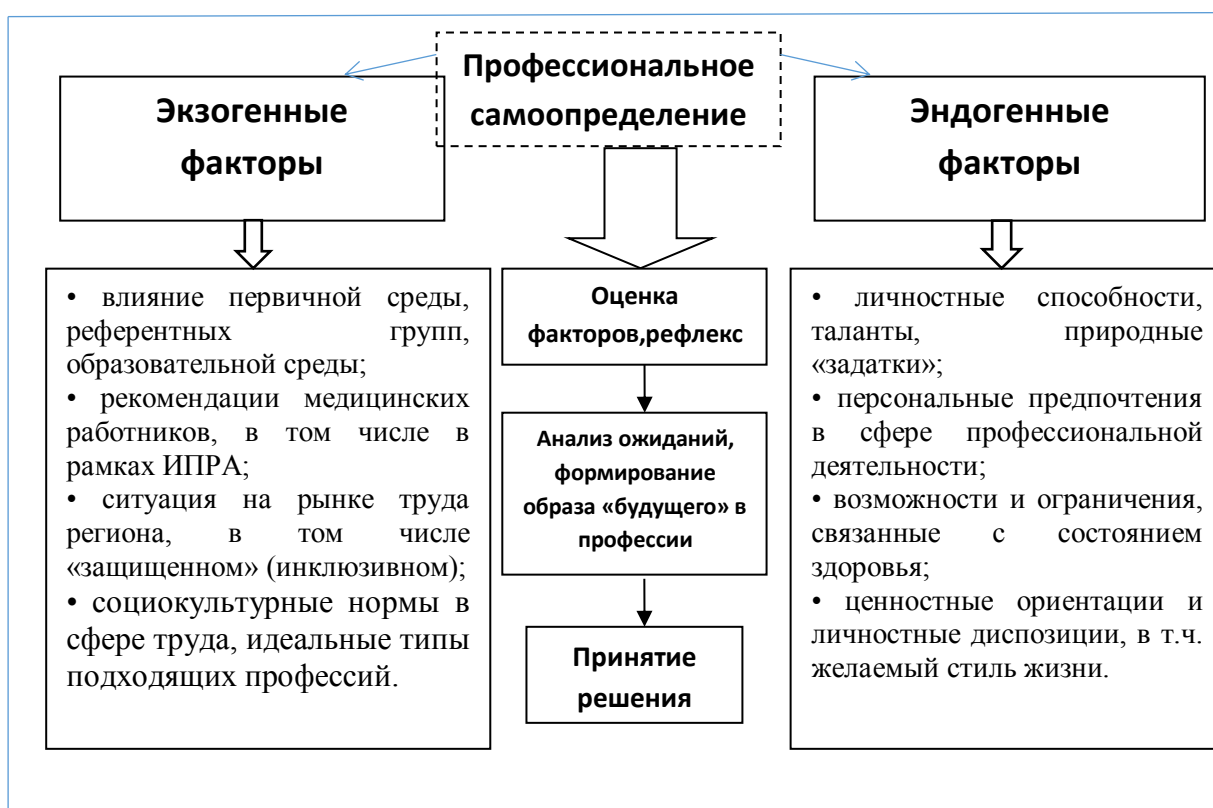 Профессиональное
самоопределение
Экзогенные
факторы
• влияние первичной среды,
референтных групп,
образовательной среды;
• рекомендации медицинских
работников, в том числе в
рамках ИПРА;
• ситуация на рынке труда
региона, в том числе
«защищенном» (инклюзивном);
• социокультурные нормы в
сфере труда, идеальные типы
подходящих профессий.
Оценка
факторов,рефлекс
Анализ ожиданий,
формирование
образа «будущего» в
профессии
Принятие
решения
Эндогенные
факторы
• личностные способности,
таланты, природные
«задатки»;
• персональные предпочтения
в сфере профессиональной
деятельности;
• возможности и ограничения,
связанные с состоянием
здоровья;
• ценностные ориентации и
личностные диспозиции, в т.ч.
желаемый стиль жизни.